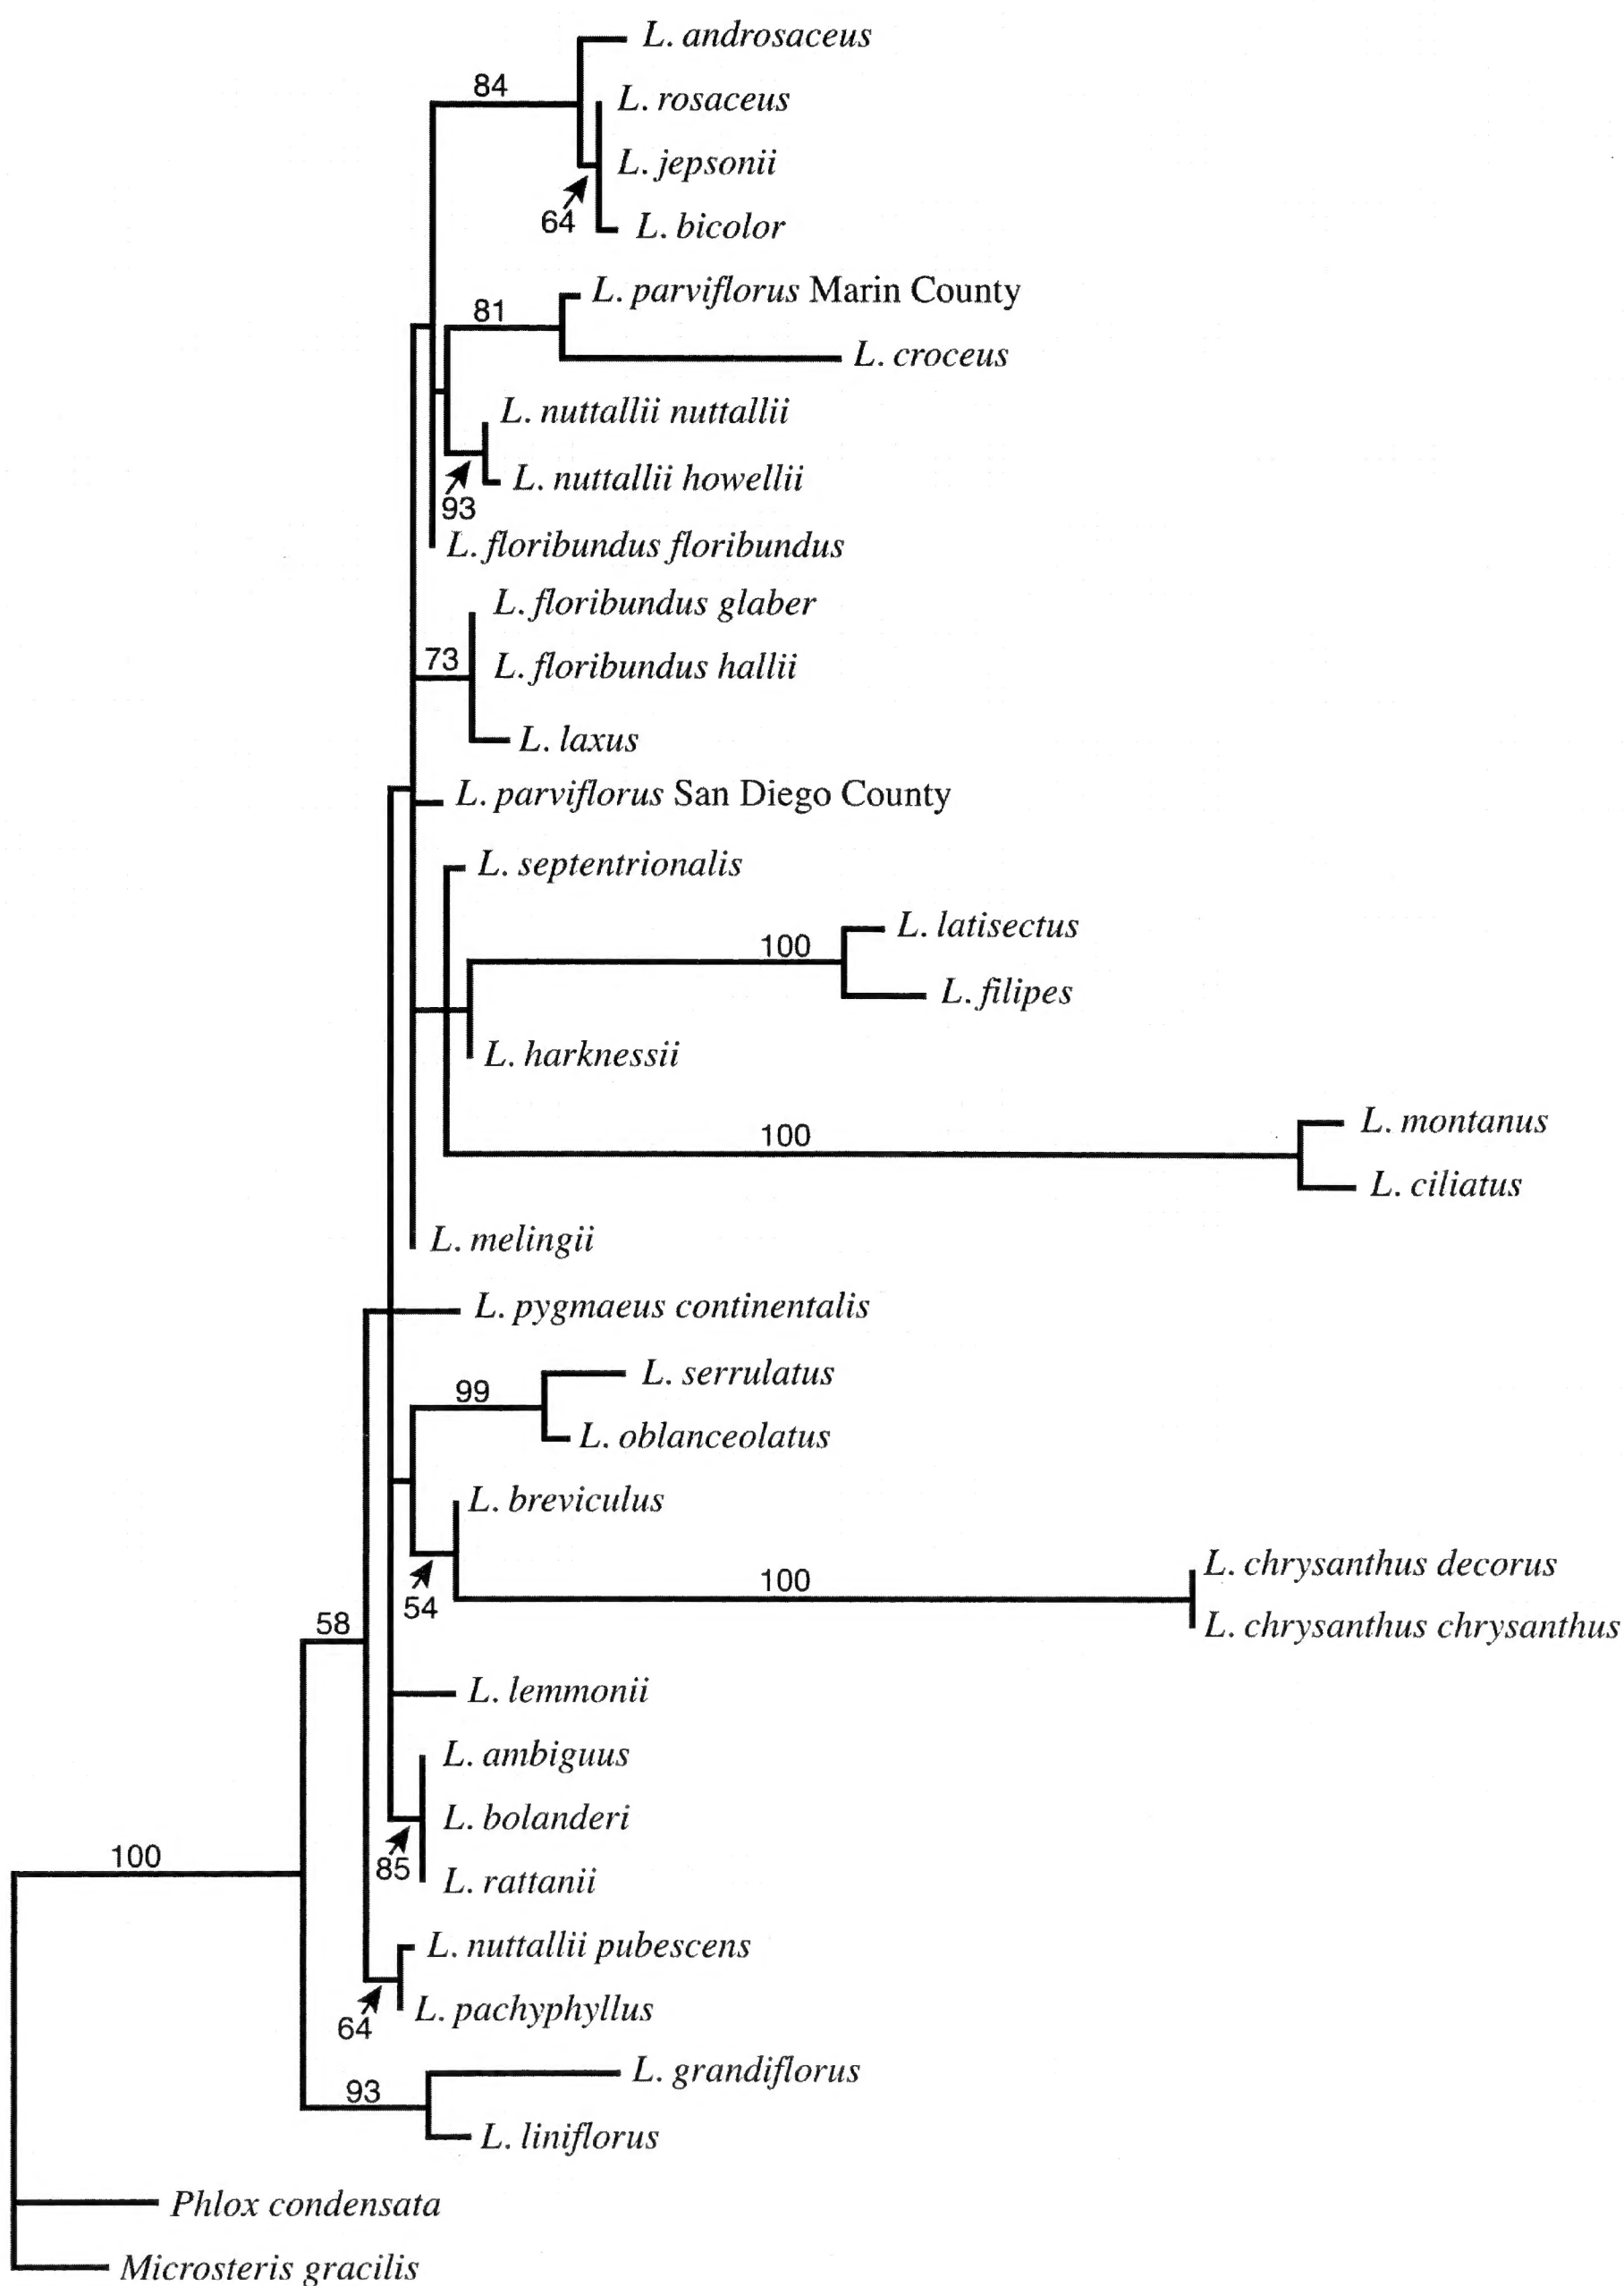 L. androsaceus
84
L. rosaceus
L. jepsonii
64
L. bicolor
L. parviflorus Marin County
81
L. croceus
L. nuttallii nuttallii
L. nuttallii howellii
93
L. floribundus floribundus
L. floribundus glaber
73
L. floribundus hallii
L. laxus
L. parviflorus San Diego County
L. septentrionalis
L. latisectus
100
L. filipes
L. harknessii
L. montanus
100
L. ciliatus
L. melingii
L. pygmaeus continentalis
L. serrulatus
99
L. oblanceolatus
L. breviculus
L. chrysanthus decorus
100
54
L. chrysanthus chrysanthus
58
L. lemmonii
L. ambiguus
L. bolanderi
100
85
L. rattanii
L. nuttallii pubescens
L. pachyphyllus
64
L. grandiflorus
93
L. liniflorus
Phlox condensata
Microsteris gracilis